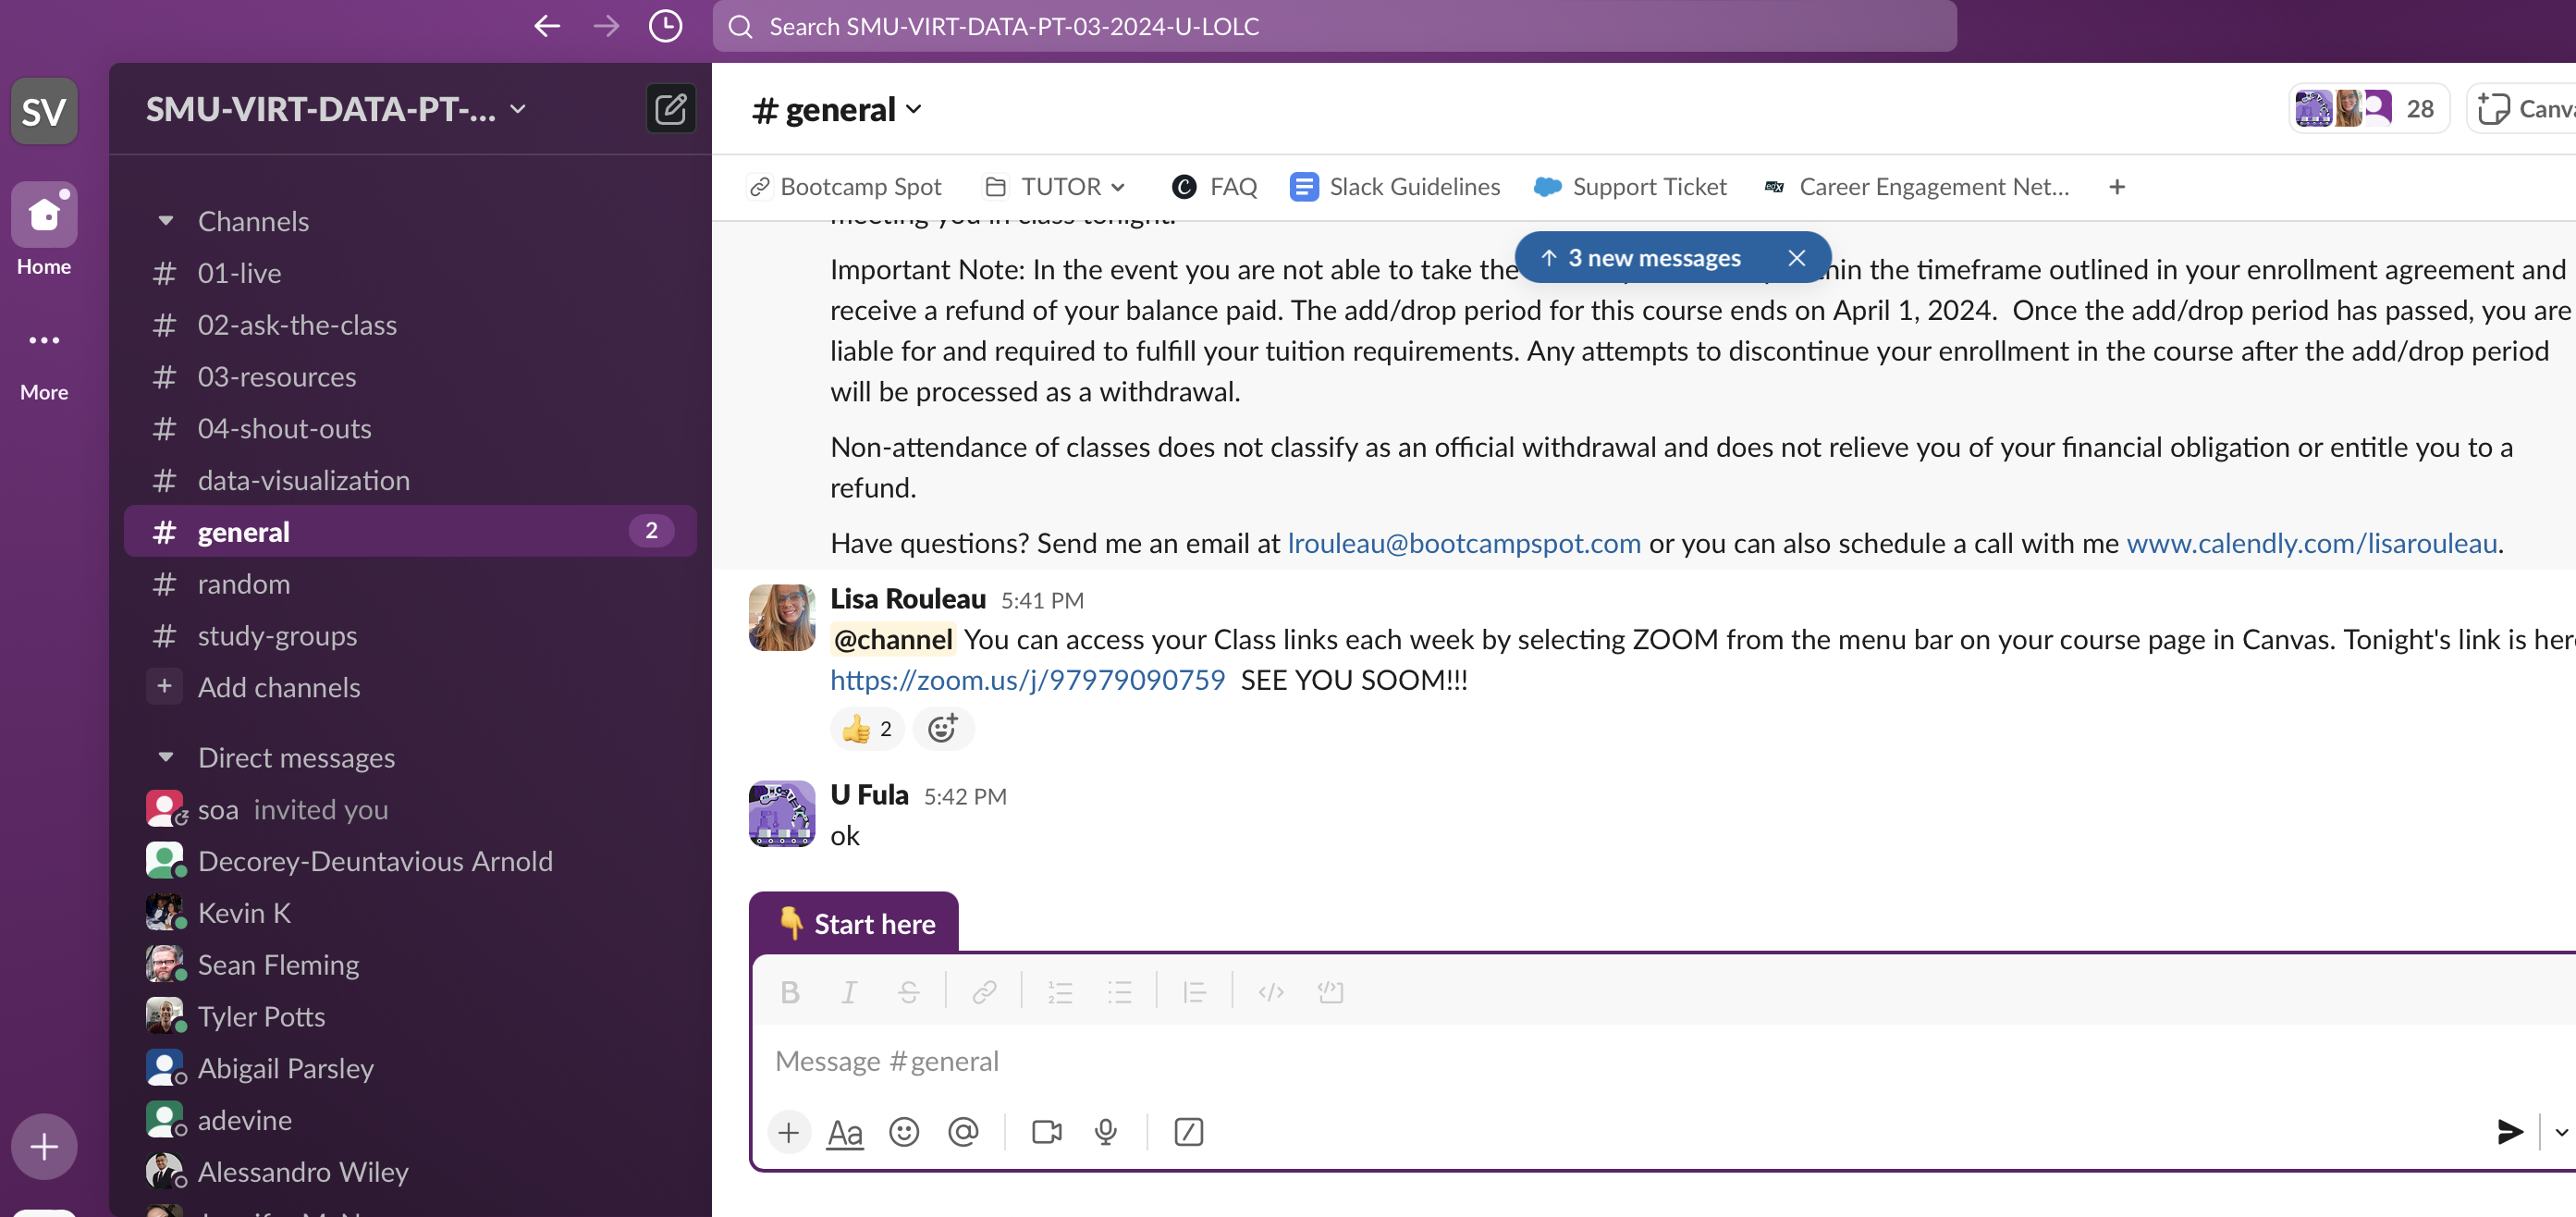 Search SMU-VIRT-DATA-PT-03-2024-U-LOLC
SV
Home
More
SMU-VIRT-DATA-PT-...
Channels
# 01-live
# 02-ask-the-class
# 03-resources
# 04-shout-outs
# data-visualization
# general 2
# random
# study-groups
+ Add channels
Direct messages
soa invited you
Decorey-Deuntavious Arnold
Kevin K
Sean Fleming
Tyler Potts
Abigail Parsley
adevine
Alessandro Wiley
# general
28
Canv
Bootcamp Spot TUTOR FAQ Slack Guidelines Support Ticket Career Engagement Net... +
meeting you in class tonight.
↑ 3 new messages
Important Note: In the event you are not able to take the the timeframe outlined in your enrollment agreement and
receive a refund of your balance paid. The add/drop period for this course ends on April 1, 2024. Once the add/drop period has passed, you are
liable for and required to fulfill your tuition requirements. Any attempts to discontinue your enrollment in the course after the add/drop period
will be processed as a withdrawal.
Non-attendance of classes does not classify as an official withdrawal and does not relieve you of your financial obligation or entitle you to a
refund.
Have questions? Send me an email at lrouleau@bootcampspot.com or you can also schedule a call with me www.calendly.com/lisarouleau.
Lisa Rouleau 5:41 PM
@channel You can access your Class links each week by selecting ZOOM from the menu bar on your course page in Canvas. Tonight's link is here
https://zoom.us/j/97979090759 SEE YOU SOOM!!!
👍 2
U Fula 5:42 PM
ok
👇 Start here
B I S
Message #general
+ Aa @